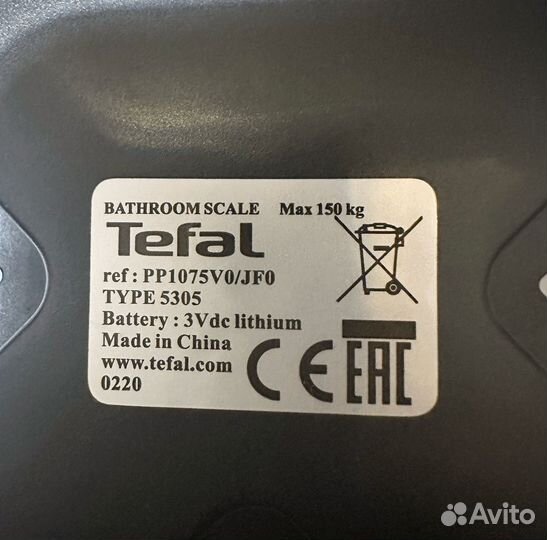 BATHROOM SCALE Max 150 kg
Tefal
ref : PP1075V0/JF0
TYPE 5305
Battery : 3Vdc lithium
Made in China
www.tefal.com
0220
CE EAC
Avito